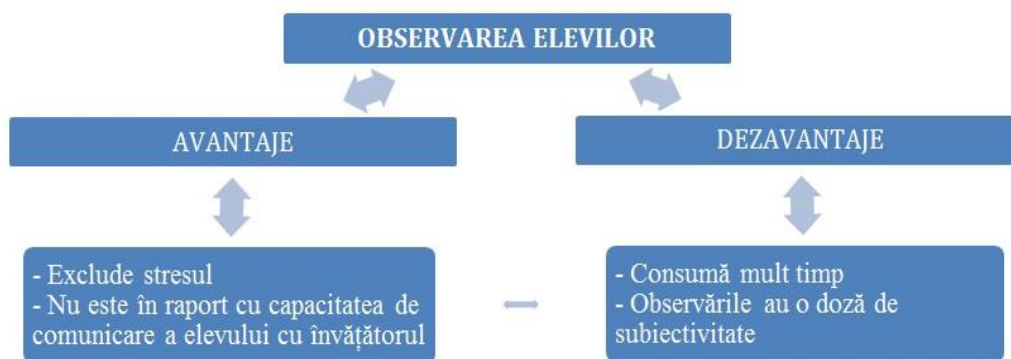 OBSERVAREA ELEVILOR
AVANTAJE
DEZAVANTAJE
- Exclude stresul
- Nu este în raport cu capacitatea de
comunicare a elevului cu învățătorul
- Consumă mult timp
- Observările au o doză de
subiectivitate